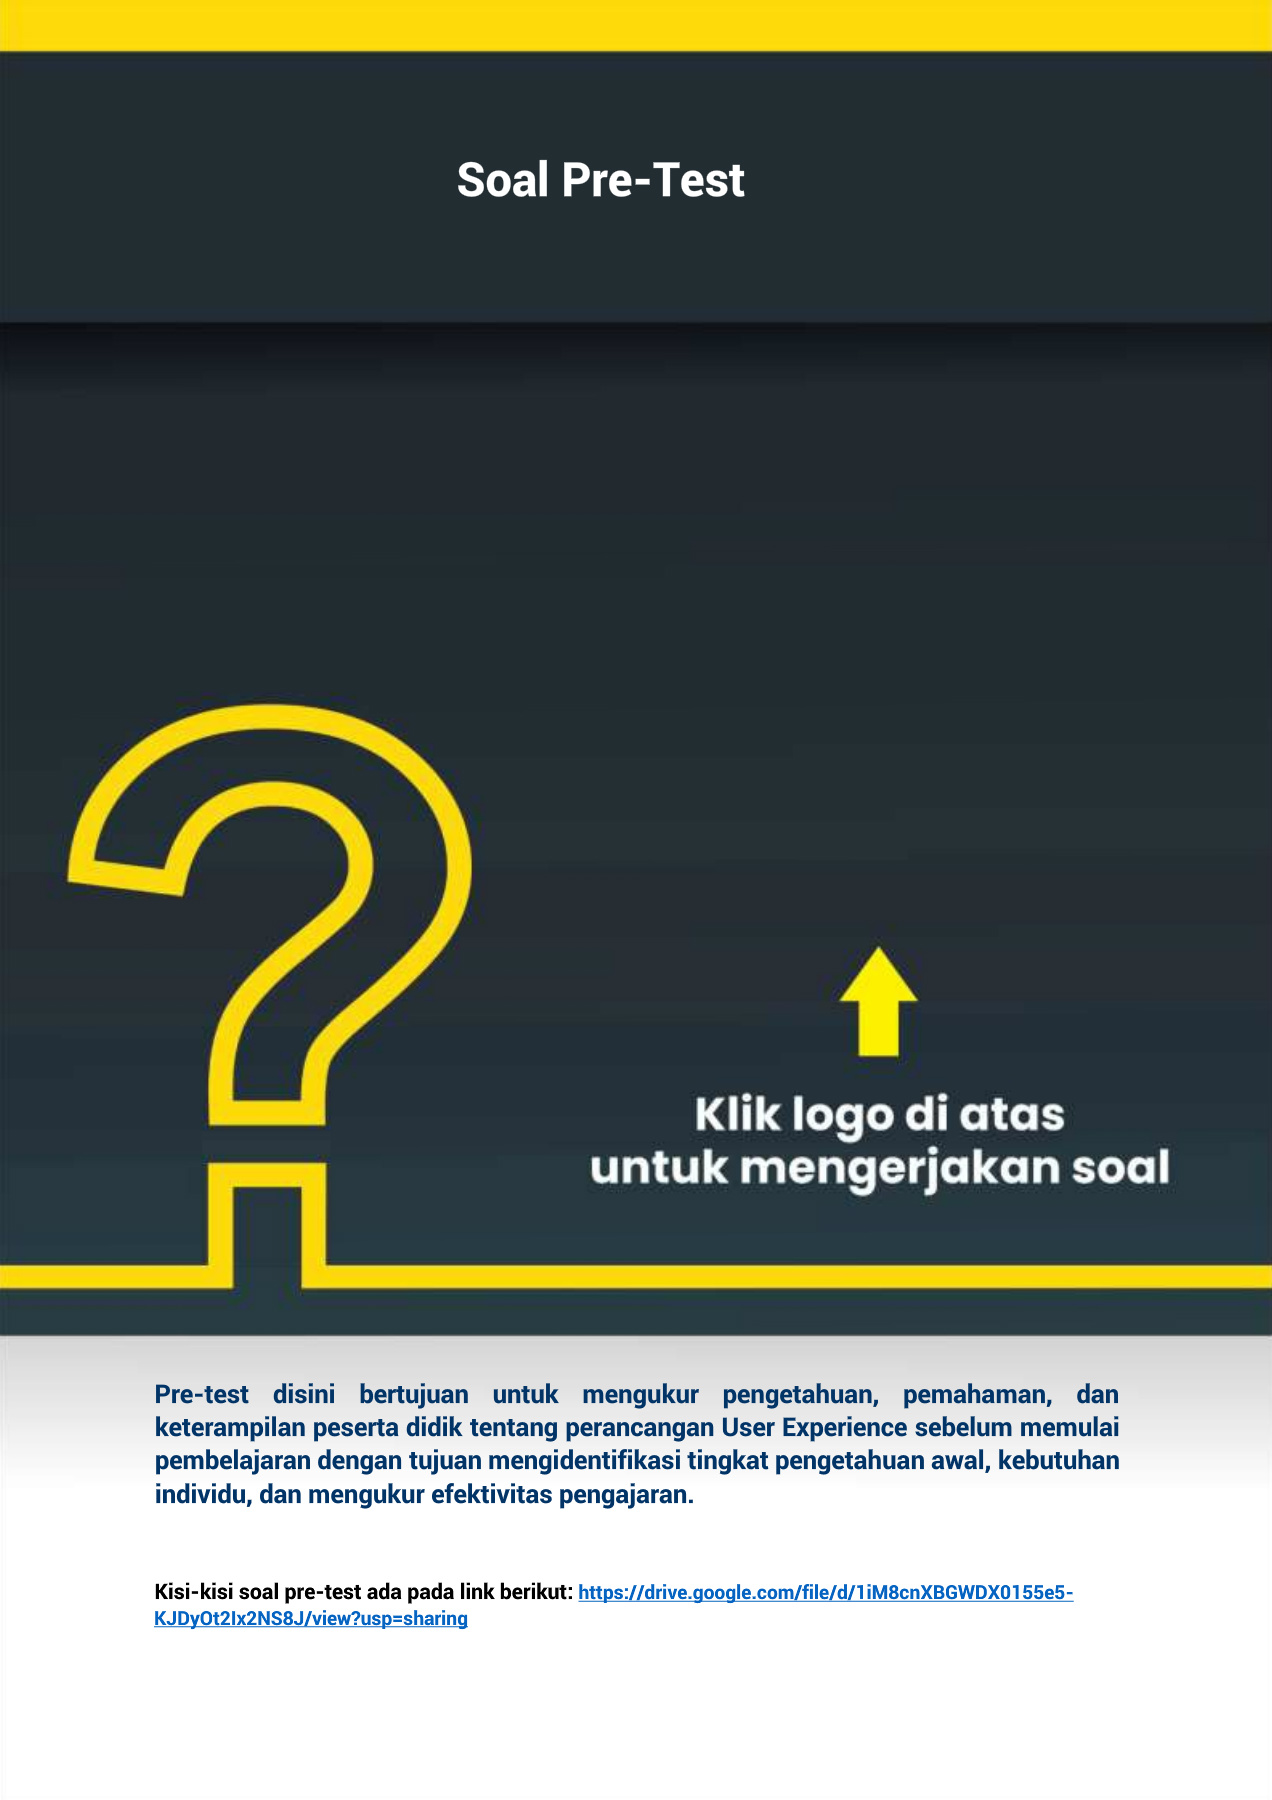 Soal Pre-Test
Klik logo di atas
untuk mengerjakan soal
Pre-test disini bertujuan untuk mengukur pengetahuan, pemahaman, dan
keterampilan peserta didik tentang perancangan User Experience sebelum memulai
pembelajaran dengan tujuan mengidentifikasi tingkat pengetahuan awal, kebutuhan
individu, dan mengukur efektivitas pengajaran.
Kisi-kisi soal pre-test ada pada link berikut: https://drive.google.com/file/d/1iM8cnXBGWDX0155e5-
KJDyOt2Ix2NS8J/view?usp=sharing